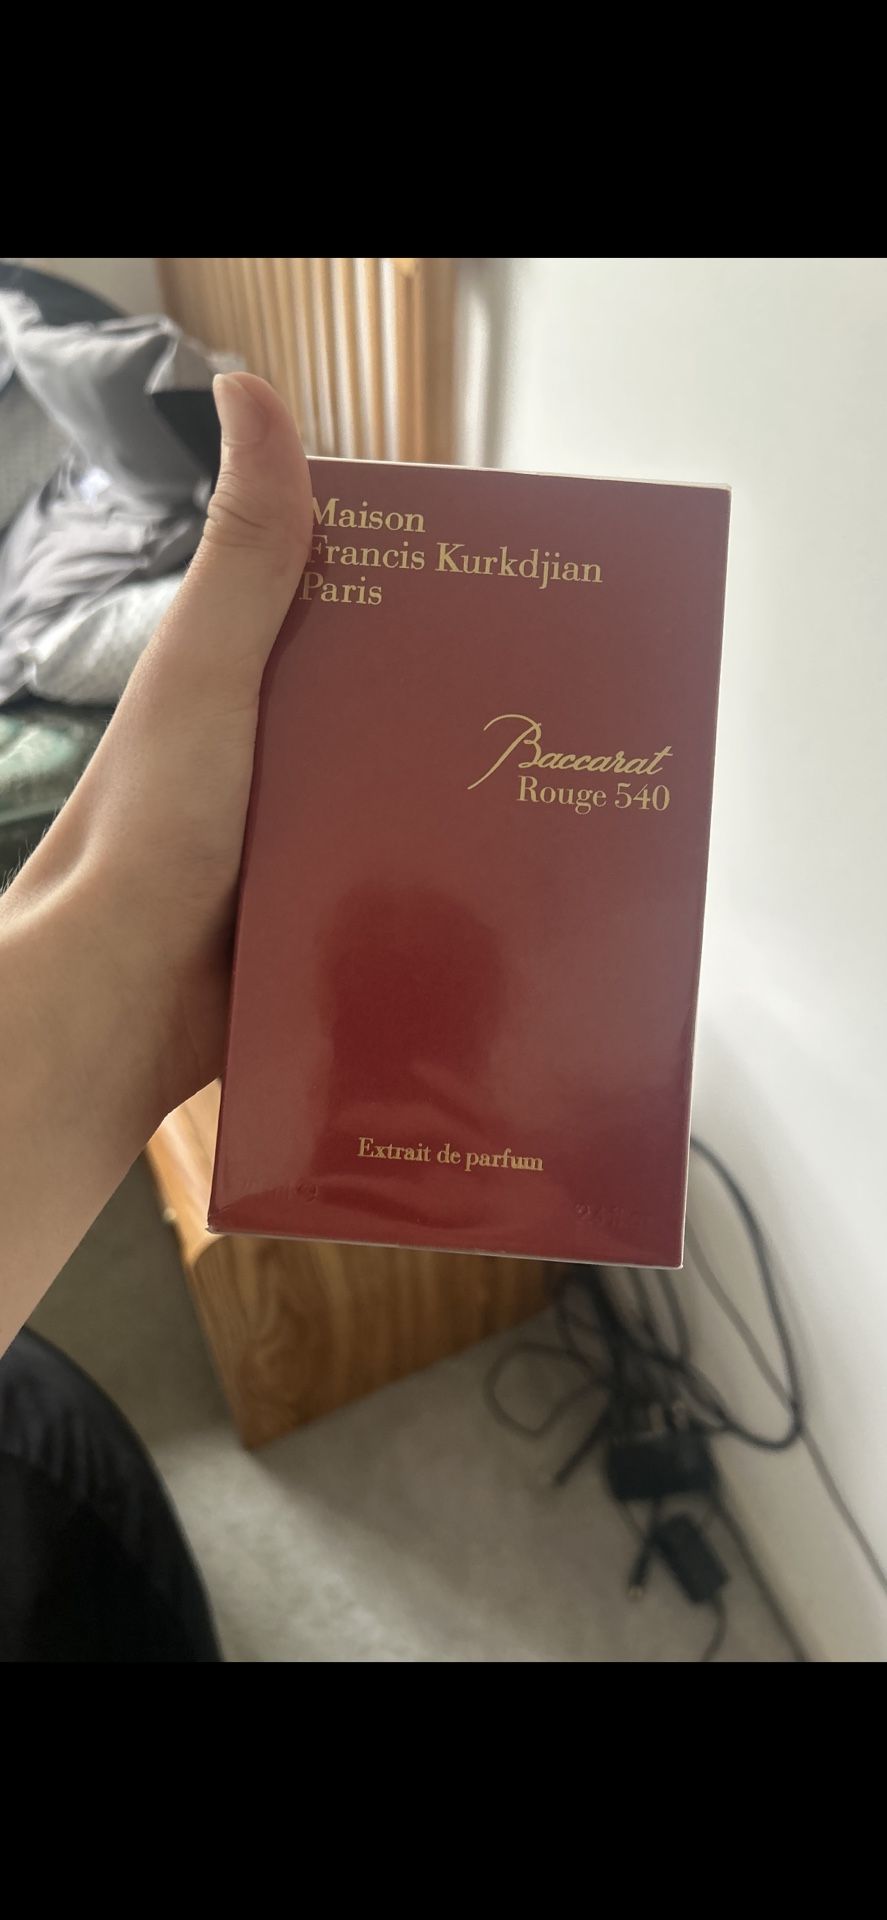 Maison
Francis Kurkdjian
Paris
Baccarat
Rouge 540
Extrait de parfum